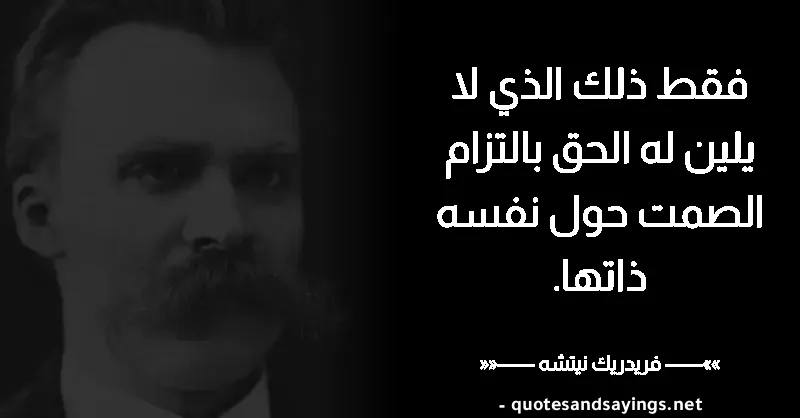 فقط ذلك الذي لا
يلين له الحق بالتزام
الصمت حول نفسه
ذاتها.
»»—— فريدريك نيتشه ——««
- quotesandsayings.net